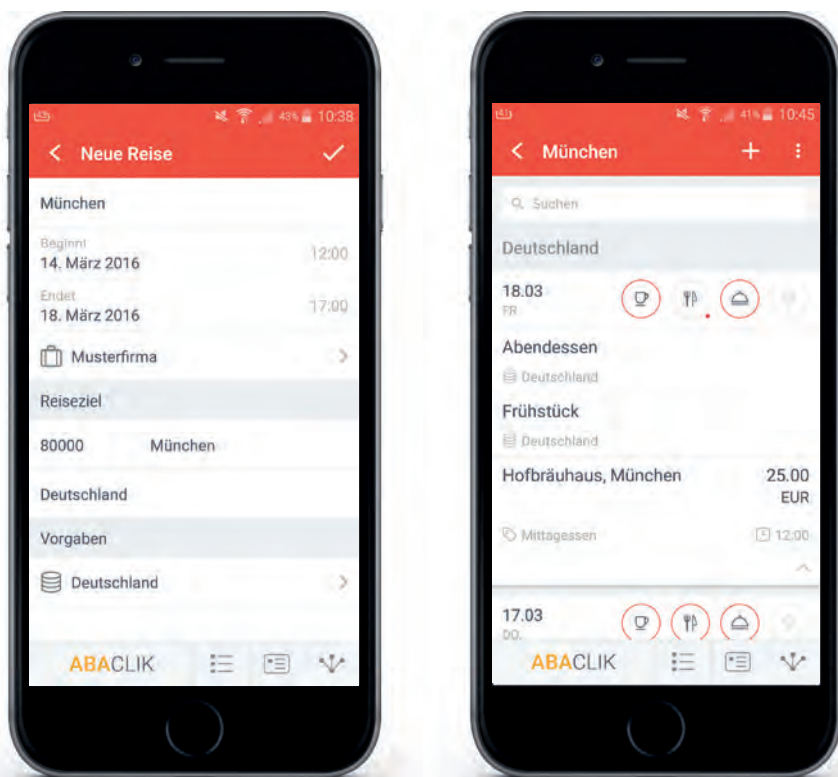 43% 10:38
Neue Reise
München
Beginnt
14. März 2016 12:00
Endet
18. März 2016 17:00
Musterfirma
Reiseziel
80000 München
Deutschland
Vorgaben
Deutschland
ABACLIK
41% 10:45
München
Suchen
Deutschland
18.03
FR
Abendessen
Deutschland
Frühstück
Deutschland
Hofbräuhaus, München 25.00
EUR
Mittagessen 12:00
17.03
DO.
ABACLIK